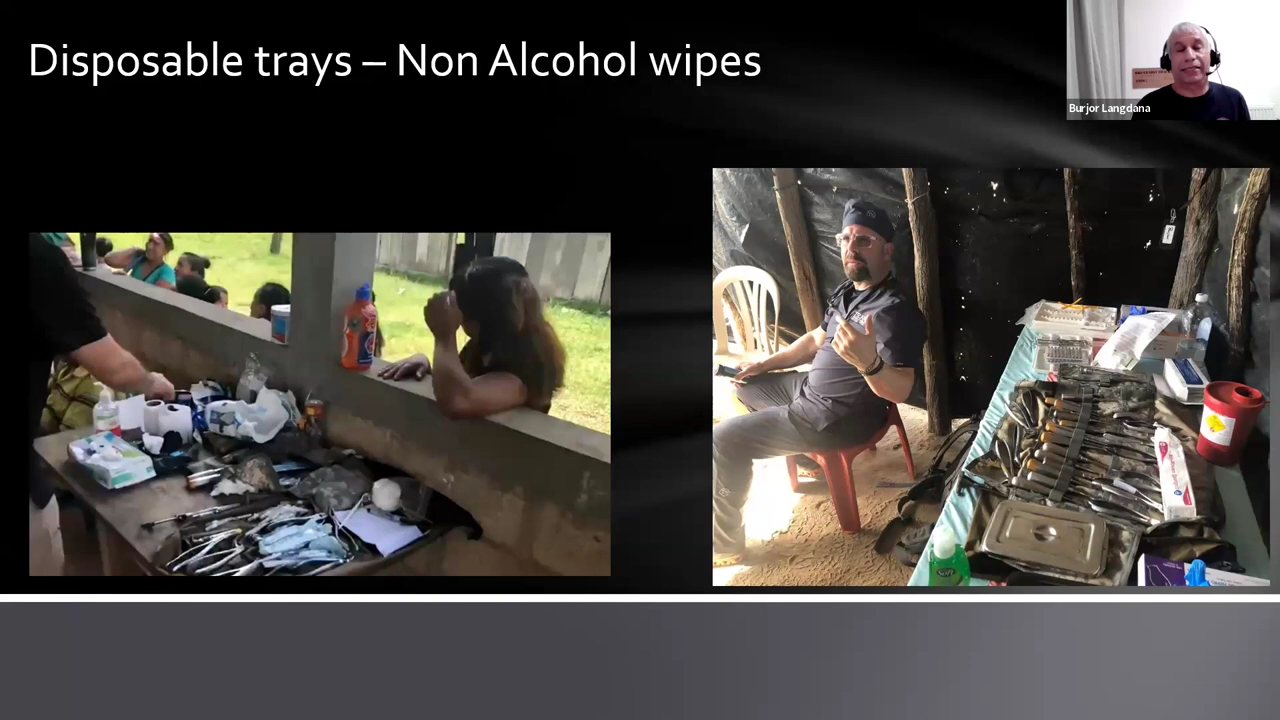 Disposable trays – Non Alcohol wipes
Burjor Langdana